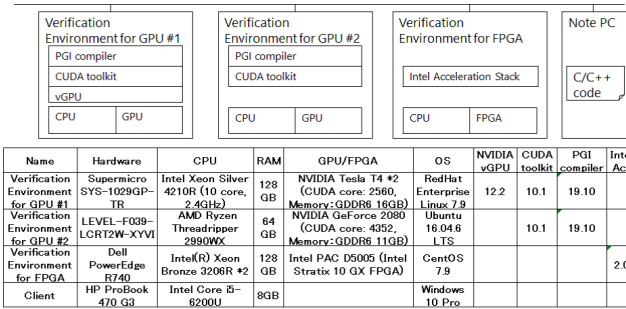 Verification
Environment for GPU #1
PGI compiler
CUDA toolkit
vGPU
CPU
GPU
Verification
Environment for GPU #2
PGI compiler
CUDA toolkit
CPU
GPU
Verification
Environment for FPGA
Intel Acceleration Stack
CPU
FPGA
Note PC
C/C++
code
Name Hardware CPU RAM GPU/FPGA OS NVIDIA vGPU CUDA toolkit PGI compiler
Verification Environment for GPU #1 Supermicro SYS-1029GP-TR Intel Xeon Silver 4210R (10 core, 2.4GHz) 128 GB NVIDIA Tesla T4 *2 (CUDA core: 2560, Memory:GDDR6 16GB) RedHat Enterprise Linux 7.9 12.2 10.1 19.10
Verification Environment for GPU #2 LEVEL-F039-LCRT2W-XYVI AMD Ryzen Threadripper 2990WX 64 GB NVIDIA GeForce 2080 (CUDA core: 4352, Memory:GDDR6 11GB) Ubuntu 16.04.6 LTS 10.1 19.10
Verification Environment for FPGA Dell PowerEdge R740 Intel(R) Xeon Bronze 3206R *2 128 GB Intel PAC D5005 (Intel Stratix 10 GX FPGA) CentOS 7.9
Client HP ProBook 470 G3 Intel Core i5-6200U 8GB Windows 10 Pro